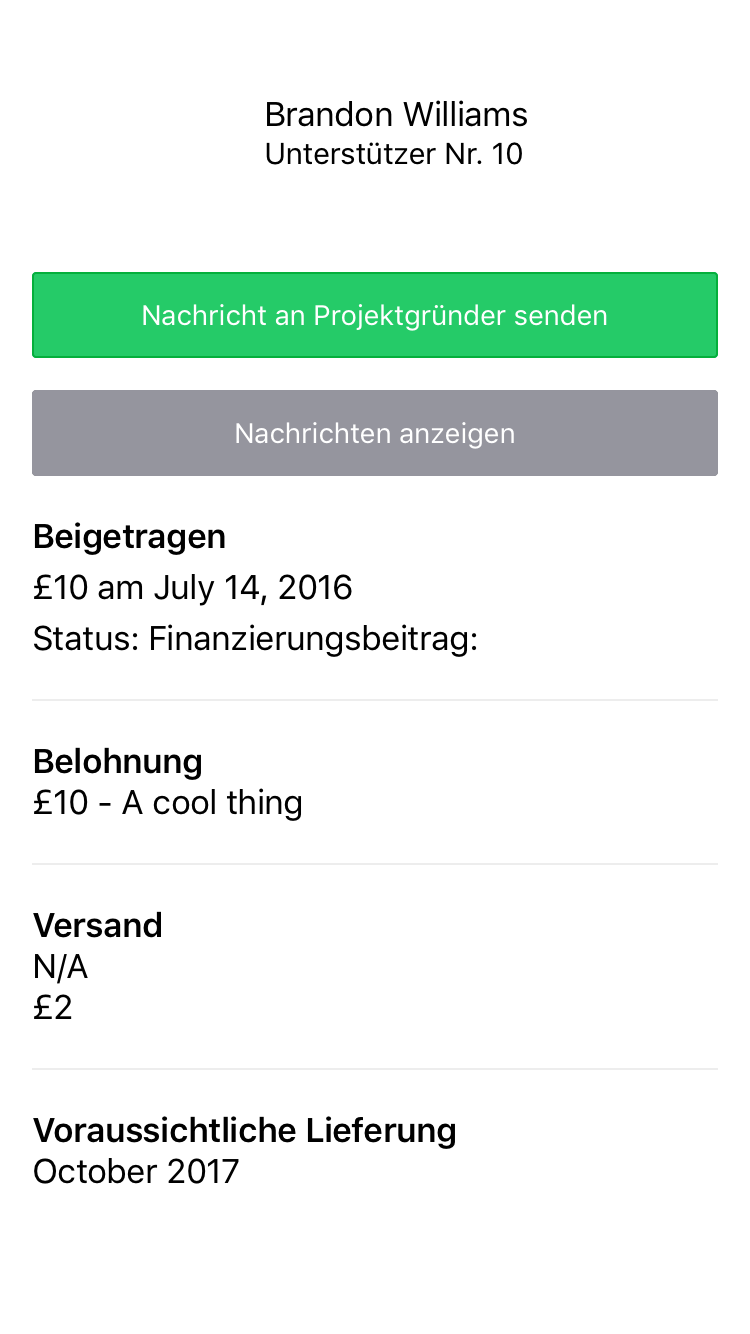 Brandon Williams
Unterstützer Nr. 10
Nachricht an Projektgründer senden
Nachrichten anzeigen
Beigetragen
£10 am July 14, 2016
Status: Finanzierungsbeitrag:
Belohnung
£10 - A cool thing
Versand
N/A
£2
Voraussichtliche Lieferung
October 2017